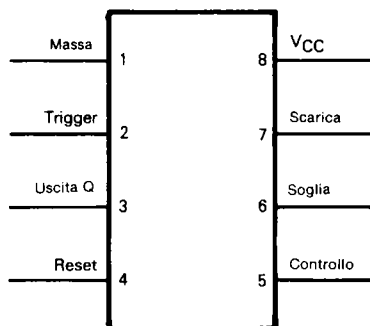 Massa 1 8 VCC
Trigger 2 7 Scarica
Uscita Q 3 6 Soglia
Reset 4 5 Controllo